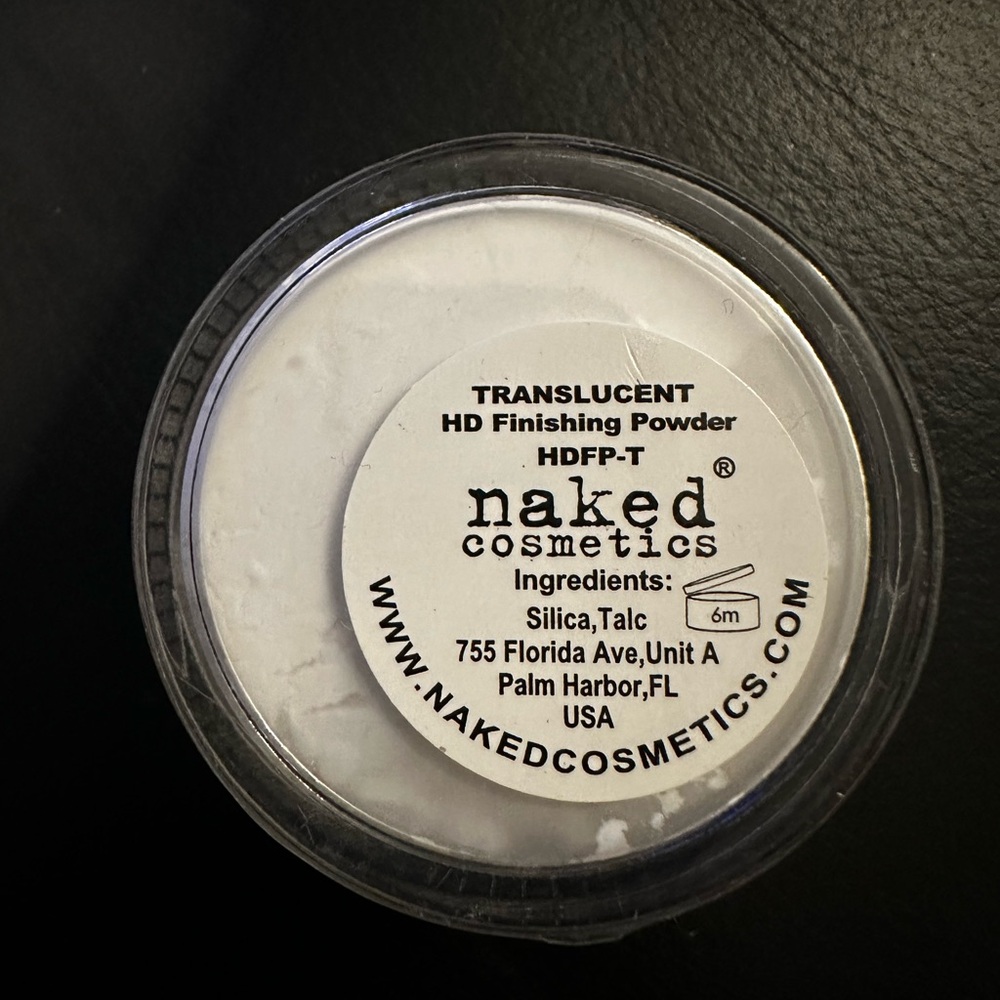 TRANSLUCENT
HD Finishing Powder
HDFP-T
naked®
cosmetics
Ingredients:
Silica,Talc
6m
755 Florida Ave,Unit A
Palm Harbor,FL
USA
WWW.NAKEDCOSMETICS.COM